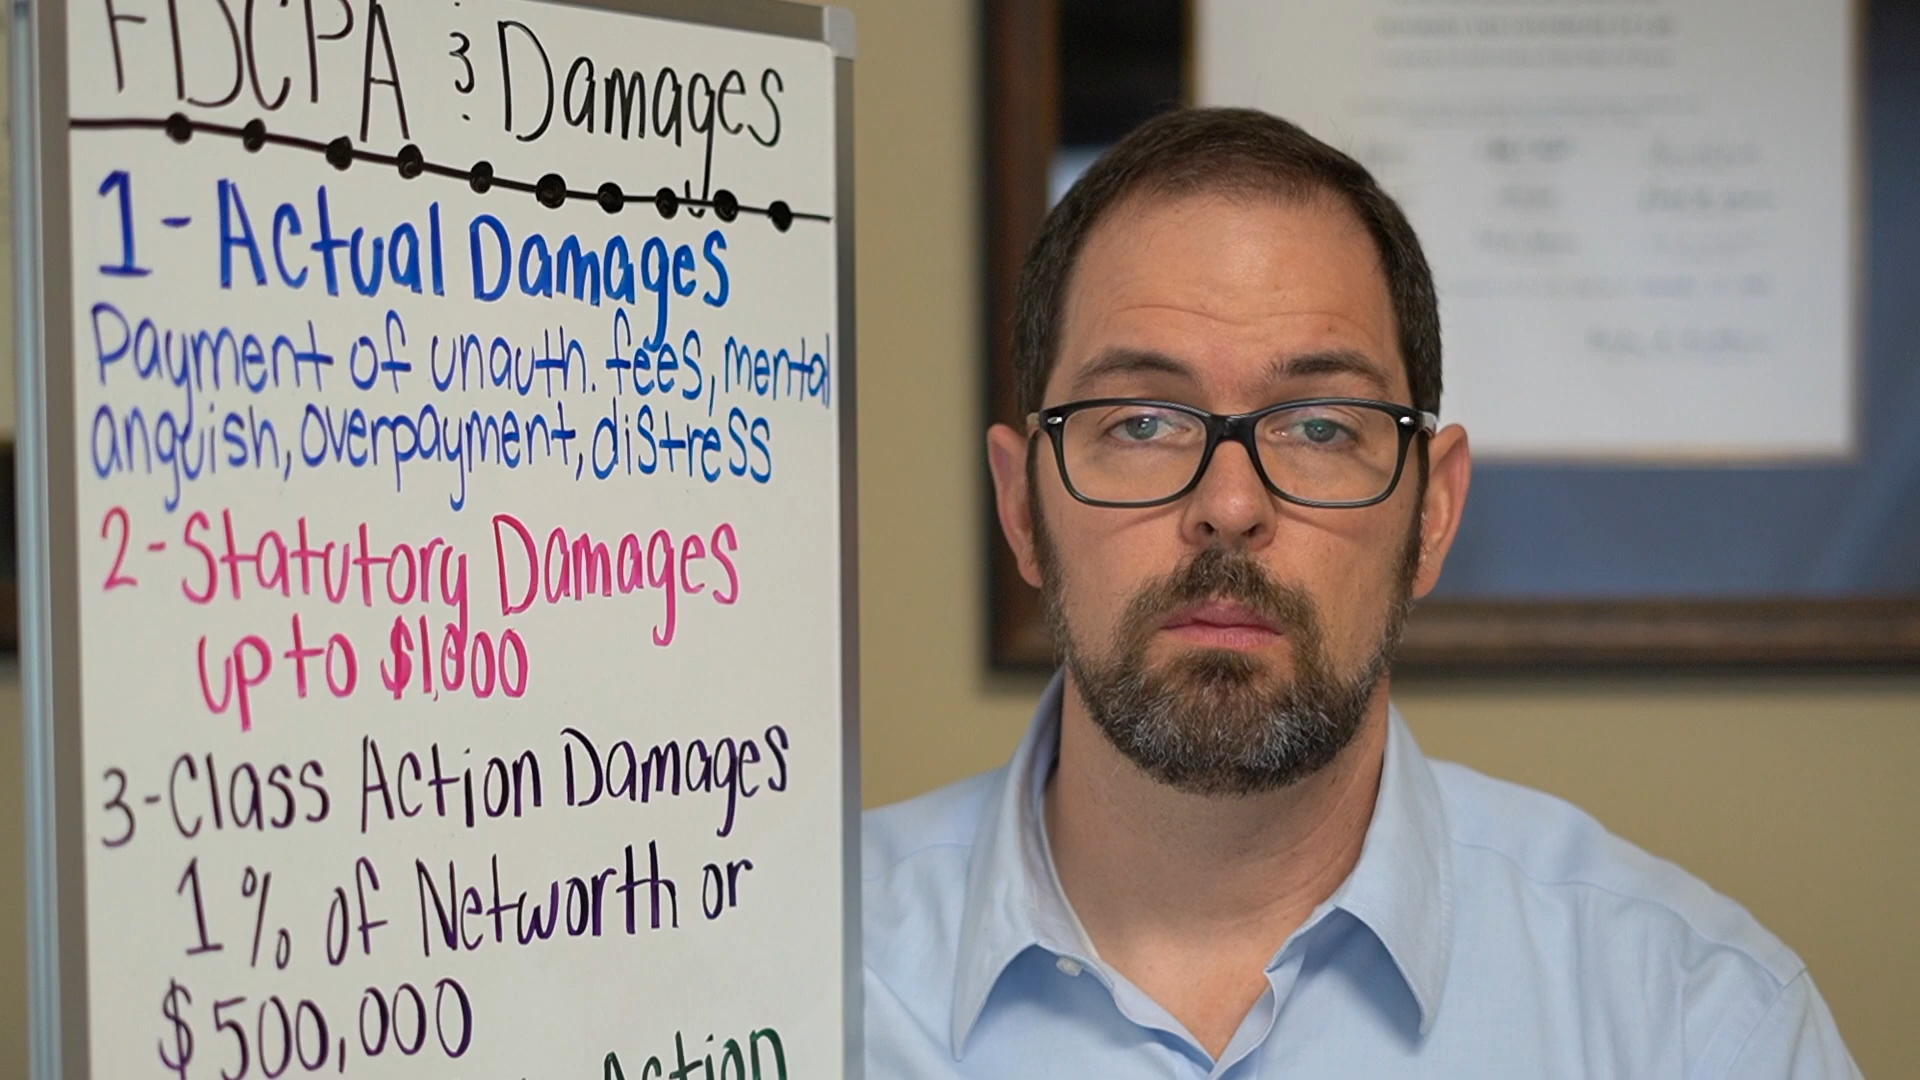 FDCPA & Damages
1-Actual Damages
Payment of unauth. fees, mental
anguish, overpayment, distress
2-Statutory Damages
up to $1,000
3-Class Action Damages
1% of Networth or
$500,000
Action